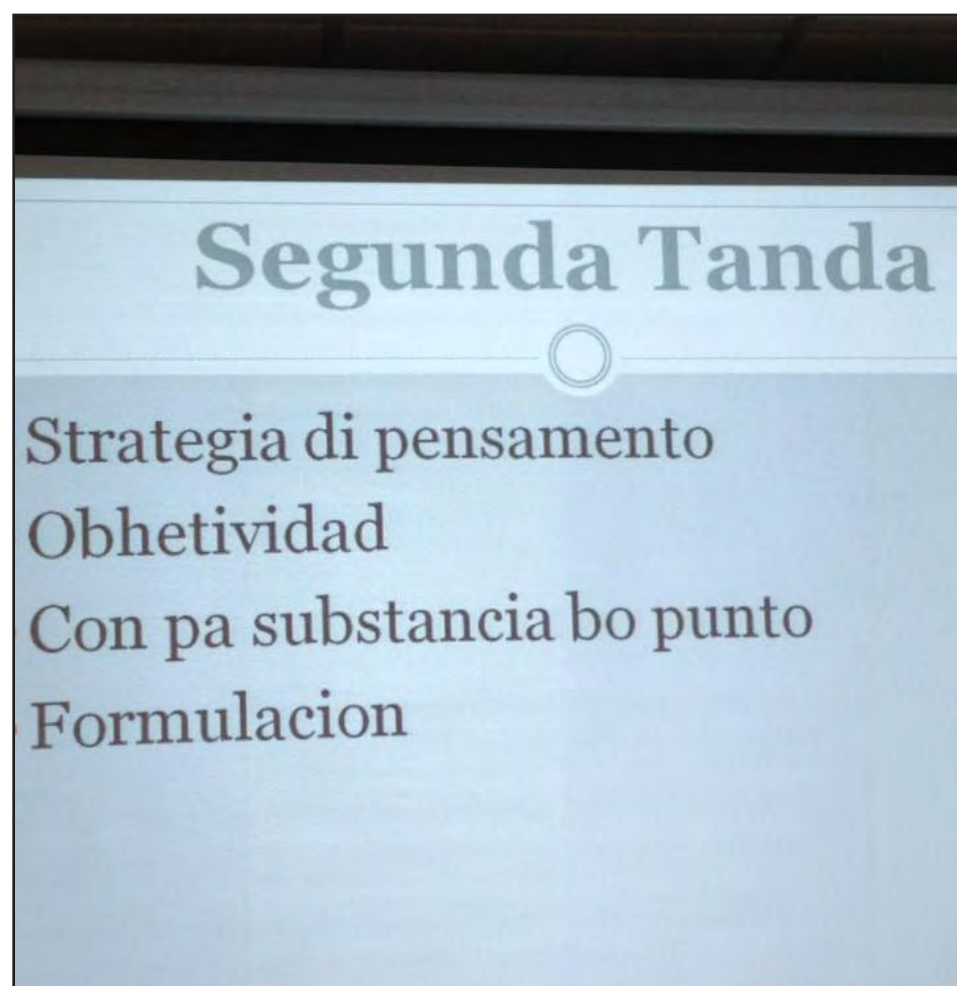 Segunda Tanda
Strategia di pensamento
Obhetividad
Con pa substancia bo punto
Formulacion